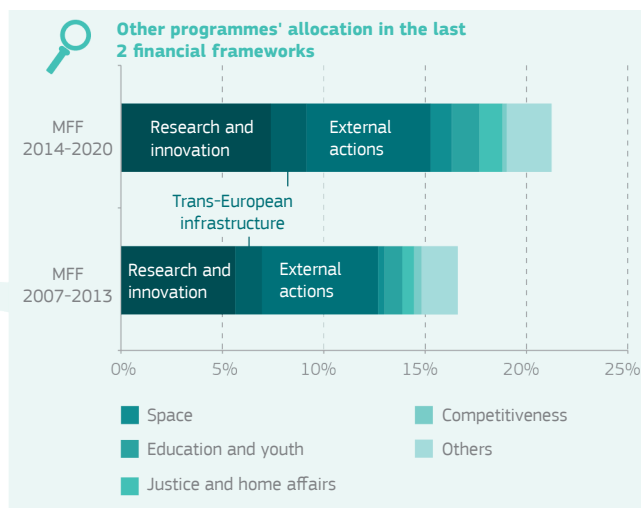 Other programmes' allocation in the last
2 financial frameworks
MFF
2014-2020
Research and
innovation
External
actions
Trans-European
infrastructure
MFF
2007-2013
Research and
innovation
External
actions
0%
5%
10%
15%
20%
25%
Space
Competitiveness
Education and youth
Others
Justice and home affairs